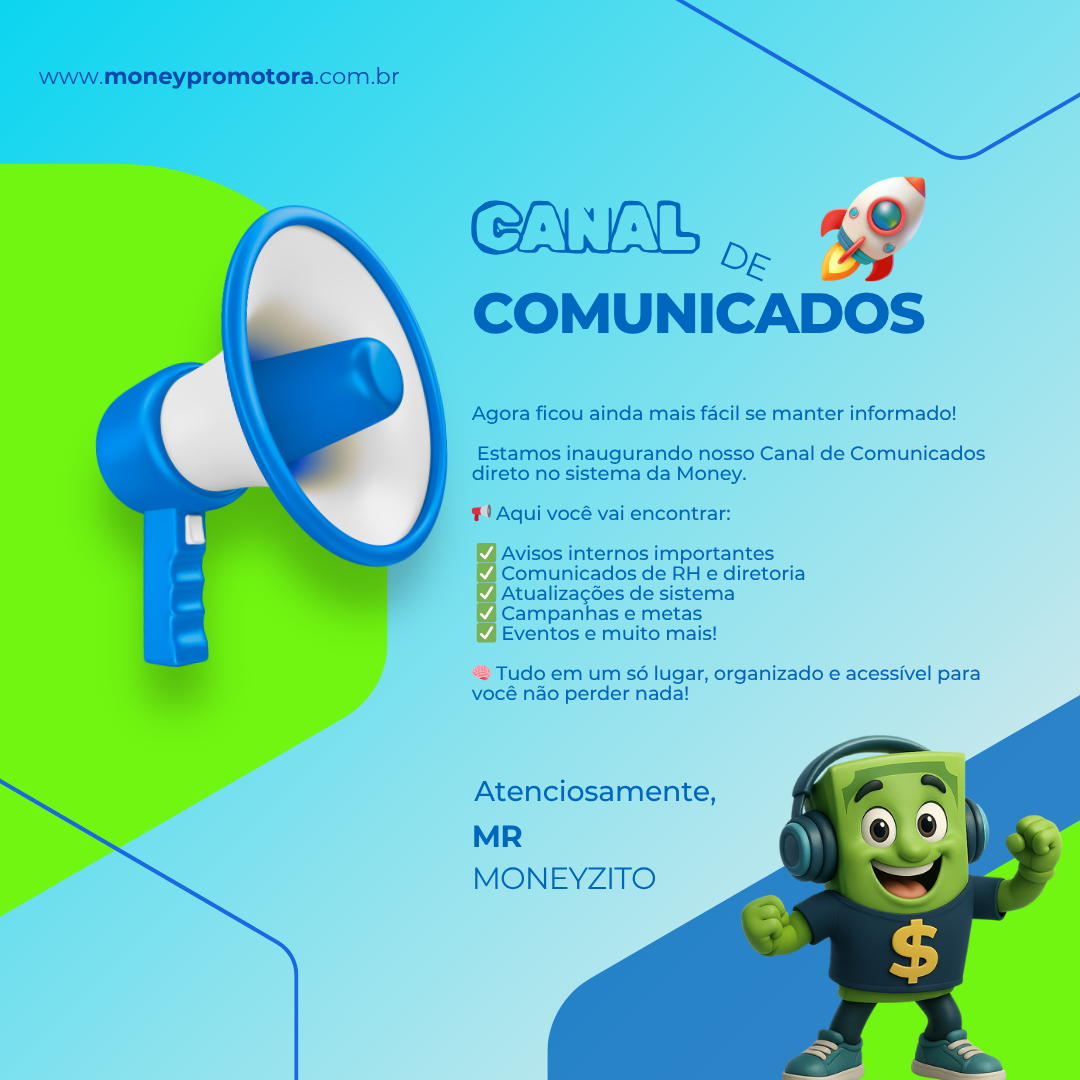 www.moneypromotora.com.br
CANAL
DE
COMUNICADOS
Agora ficou ainda mais fácil se manter informado!
Estamos inaugurando nosso Canal de Comunicados
direto no sistema da Money.
📢 Aqui você vai encontrar:
✅ Avisos internos importantes
✅ Comunicados de RH e diretoria
✅ Atualizações de sistema
✅ Campanhas e metas
✅ Eventos e muito mais!
🧠 Tudo em um só lugar, organizado e acessível para
você não perder nada!
Atenciosamente,
MR
MONEYZITO
$